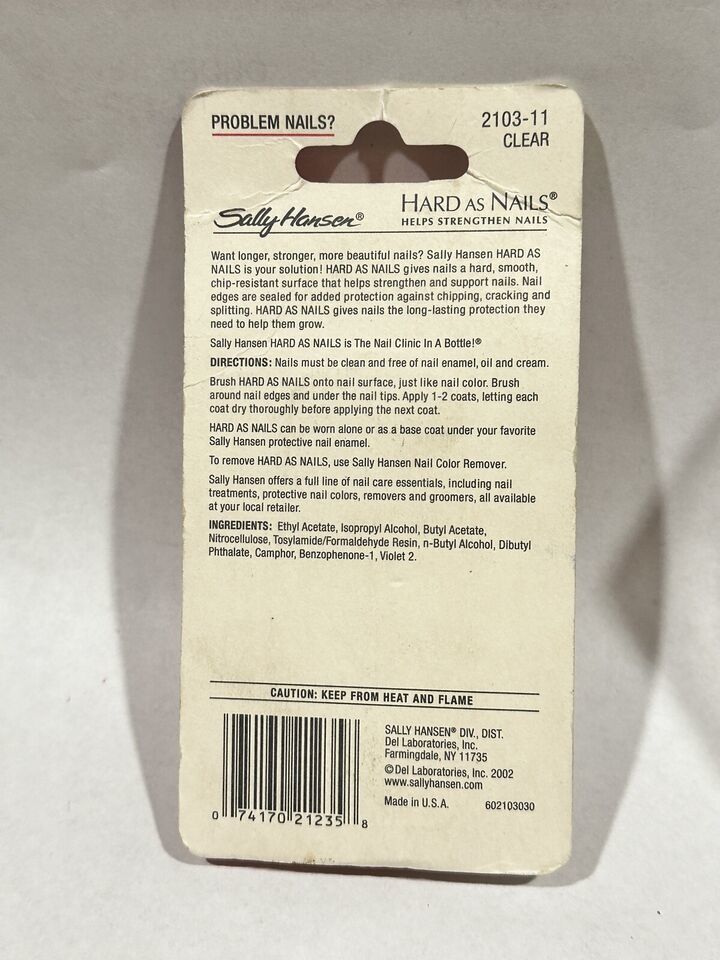 PROBLEM NAILS?
2103-11
CLEAR
Sally Hansen®
HARD AS NAILS®
HELPS STRENGTHEN NAILS
Want longer, stronger, more beautiful nails? Sally Hansen HARD AS
NAILS is your solution! HARD AS NAILS gives nails a hard, smooth,
chip-resistant surface that helps strengthen and support nails. Nail
edges are sealed for added protection against chipping, cracking and
splitting. HARD AS NAILS gives nails the long-lasting protection they
need to help them grow.
Sally Hansen HARD AS NAILS is The Nail Clinic In A Bottle!®
DIRECTIONS: Nails must be clean and free of nail enamel, oil and cream.
Brush HARD AS NAILS onto nail surface, just like nail color. Brush
around nail edges and under the nail tips. Apply 1-2 coats, letting each
coat dry thoroughly before applying the next coat.
HARD AS NAILS can be worn alone or as a base coat under your favorite
Sally Hansen protective nail enamel.
To remove HARD AS NAILS, use Sally Hansen Nail Color Remover.
Sally Hansen offers a full line of nail care essentials, including nail
treatments, protective nail colors, removers and groomers, all available
at your local retailer.
INGREDIENTS: Ethyl Acetate, Isopropyl Alcohol, Butyl Acetate,
Nitrocellulose, Tosylamide/Formaldehyde Resin, n-Butyl Alcohol, Dibutyl
Phthalate, Camphor, Benzophenone-1, Violet 2.
CAUTION: KEEP FROM HEAT AND FLAME
SALLY HANSEN® DIV., DIST.
Del Laboratories, Inc.
Farmingdale, NY 11735
©Del Laboratories, Inc. 2002
www.sallyhansen.com
Made in U.S.A. 602103030
0 74170 21235 8